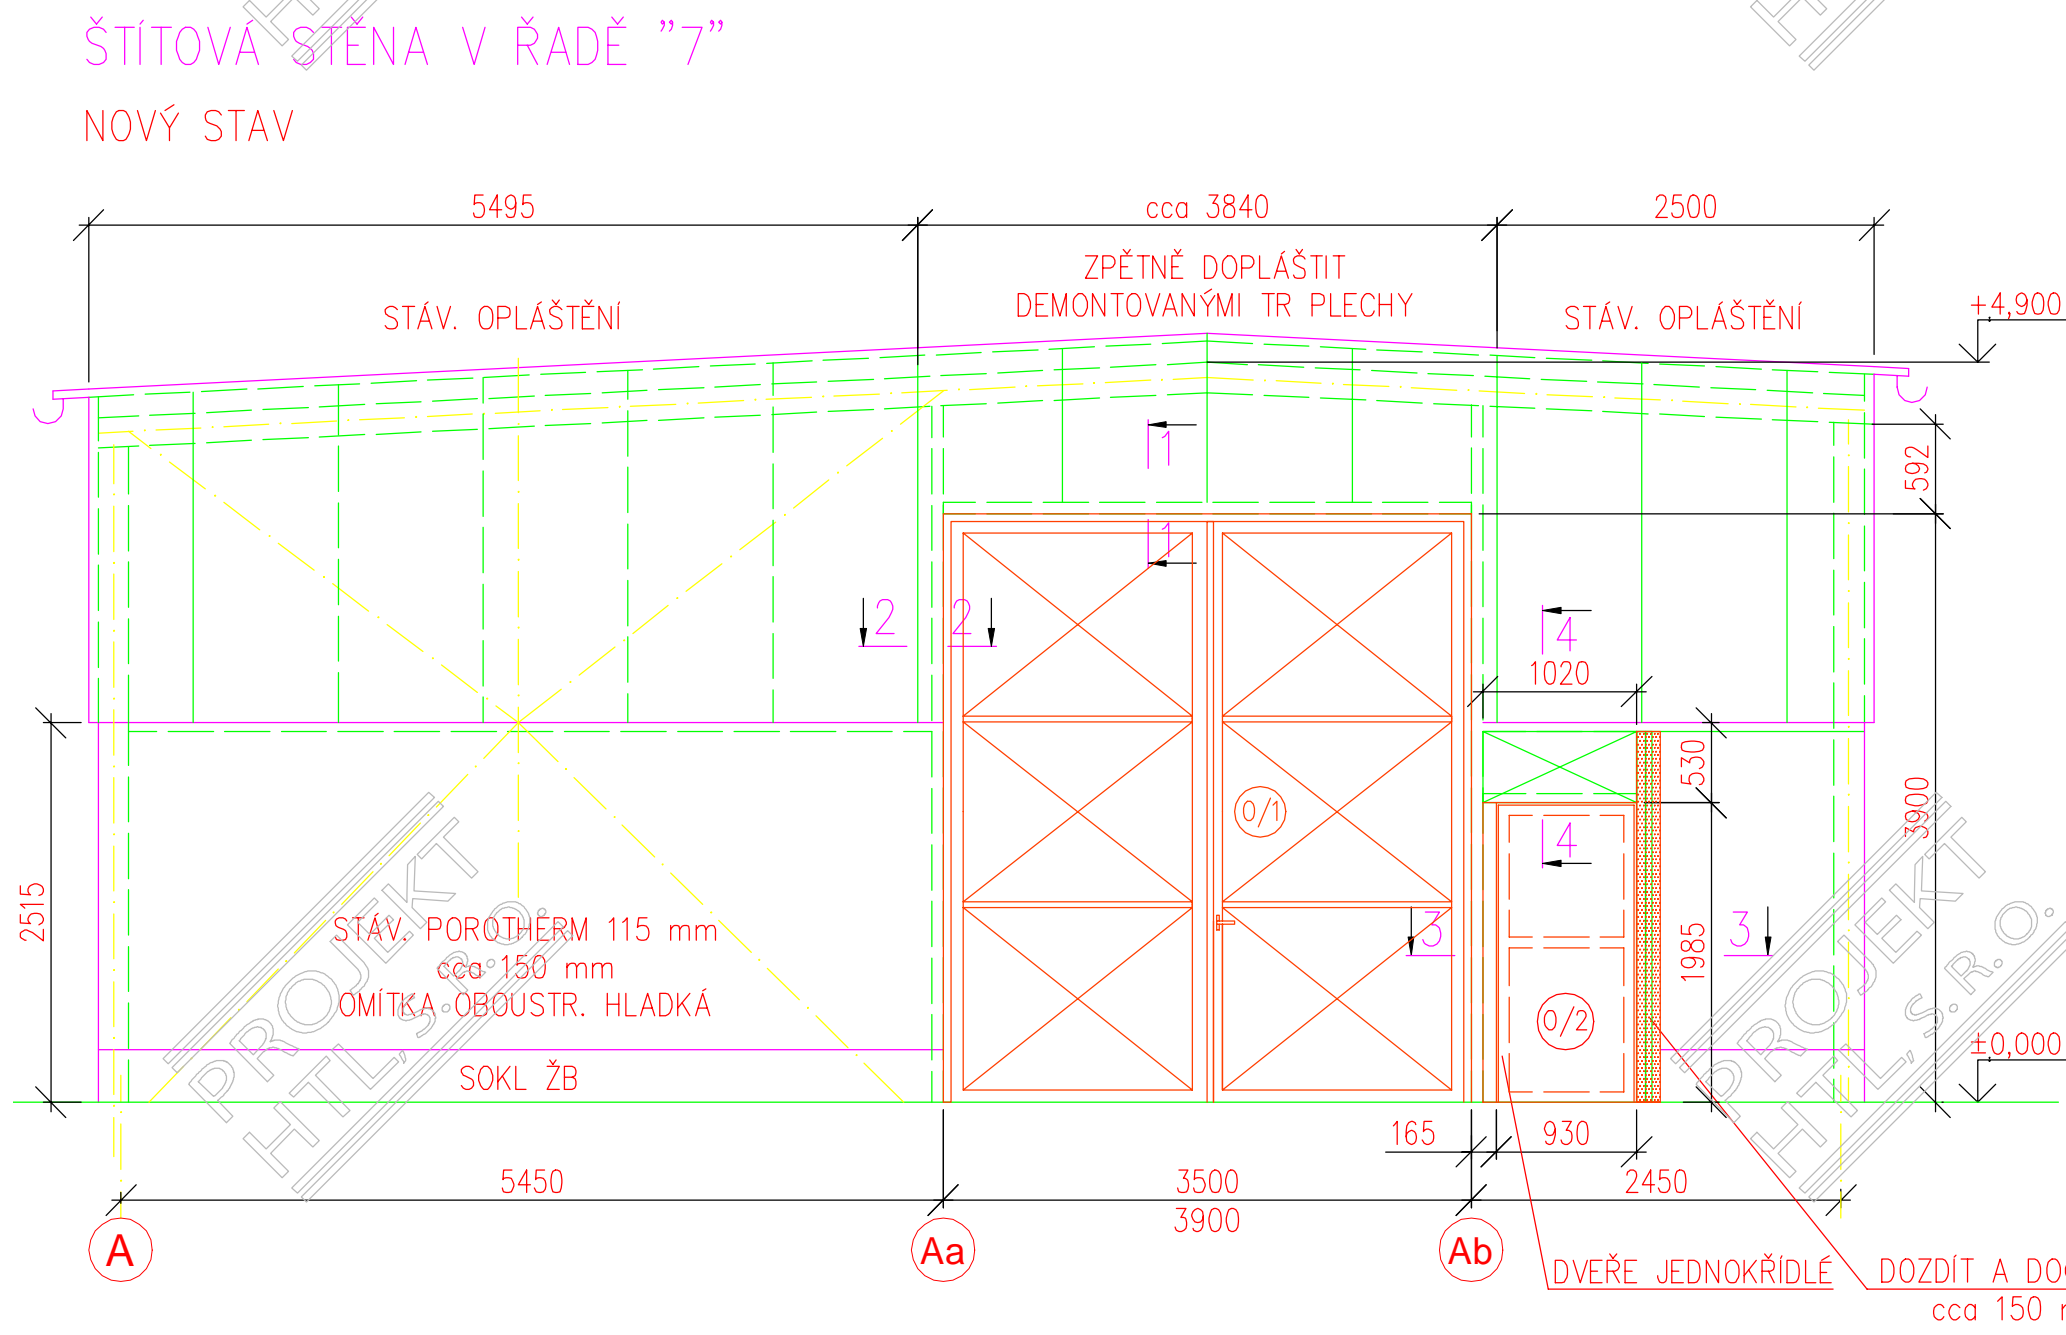 ŠTÍTOVÁ STĚNA V ŘADĚ "7"
NOVÝ STAV
5495
cca 3840
2500
ZPĚTNĚ DOPLÁŠTIT
DEMONTOVANÝMI TR PLECHY
STÁV. OPLÁŠTĚNÍ
STÁV. OPLÁŠTĚNÍ
+4,900
1
592
1
2
2
4
1020
530
3900
0/1
4
2515
STÁV. POROTHERM 115 mm
cca 150 mm
OMÍTKA OBOUSTR. HLADKÁ
3
3
1985
0/2
SOKL ŽB
±0,000
PROJEKT
HTL, S.R.O.
PROJEKT
HTL, S.R.O.
165
930
5450
3500
3900
2450
A
Aa
Ab
DVEŘE JEDNOKŘÍDLÉ
DOZDÍT A
cca 150